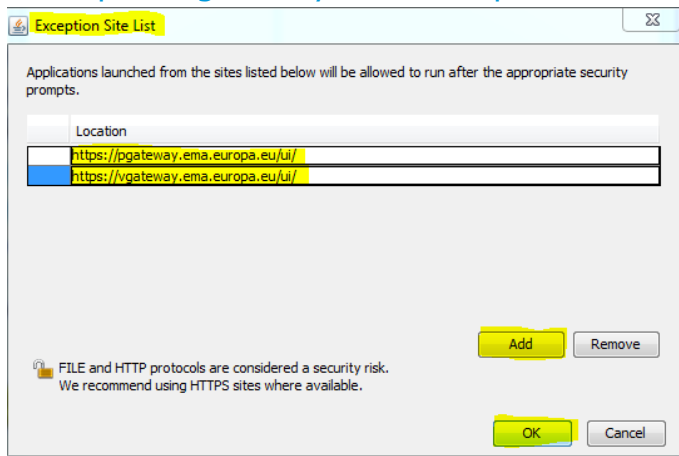 Exception Site List
Applications launched from the sites listed below will be allowed to run after the appropriate security
prompts.
Location
https://pgateway.ema.europa.eu/ui/
https://vgateway.ema.europa.eu/ui/
Add Remove
FILE and HTTP protocols are considered a security risk.
We recommend using HTTPS sites where available.
OK Cancel